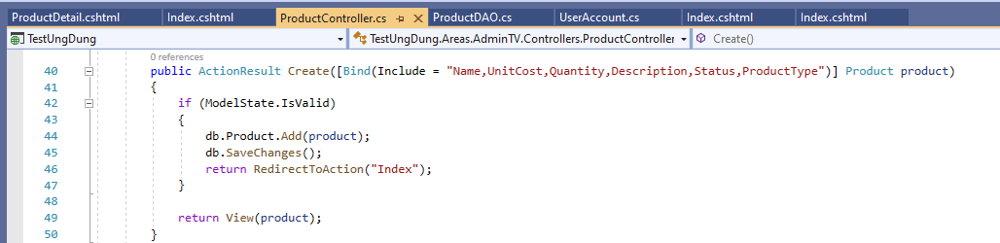 ProductDetail.cshtml Index.cshtml ProductController.cs ProductDAO.cs UserAccount.cs Index.cshtml Index.cshtml
TestUngDung TestUngDung.Areas.AdminTV.Controllers.ProductController Create()
0 references
40 public ActionResult Create([Bind(Include = "Name,UnitCost,Quantity,Description,Status,ProductType")] Product product)
41 {
42 if (ModelState.IsValid)
43 {
44 db.Product.Add(product);
45 db.SaveChanges();
46 return RedirectToAction("Index");
47 }
48
49 return View(product);
50 }